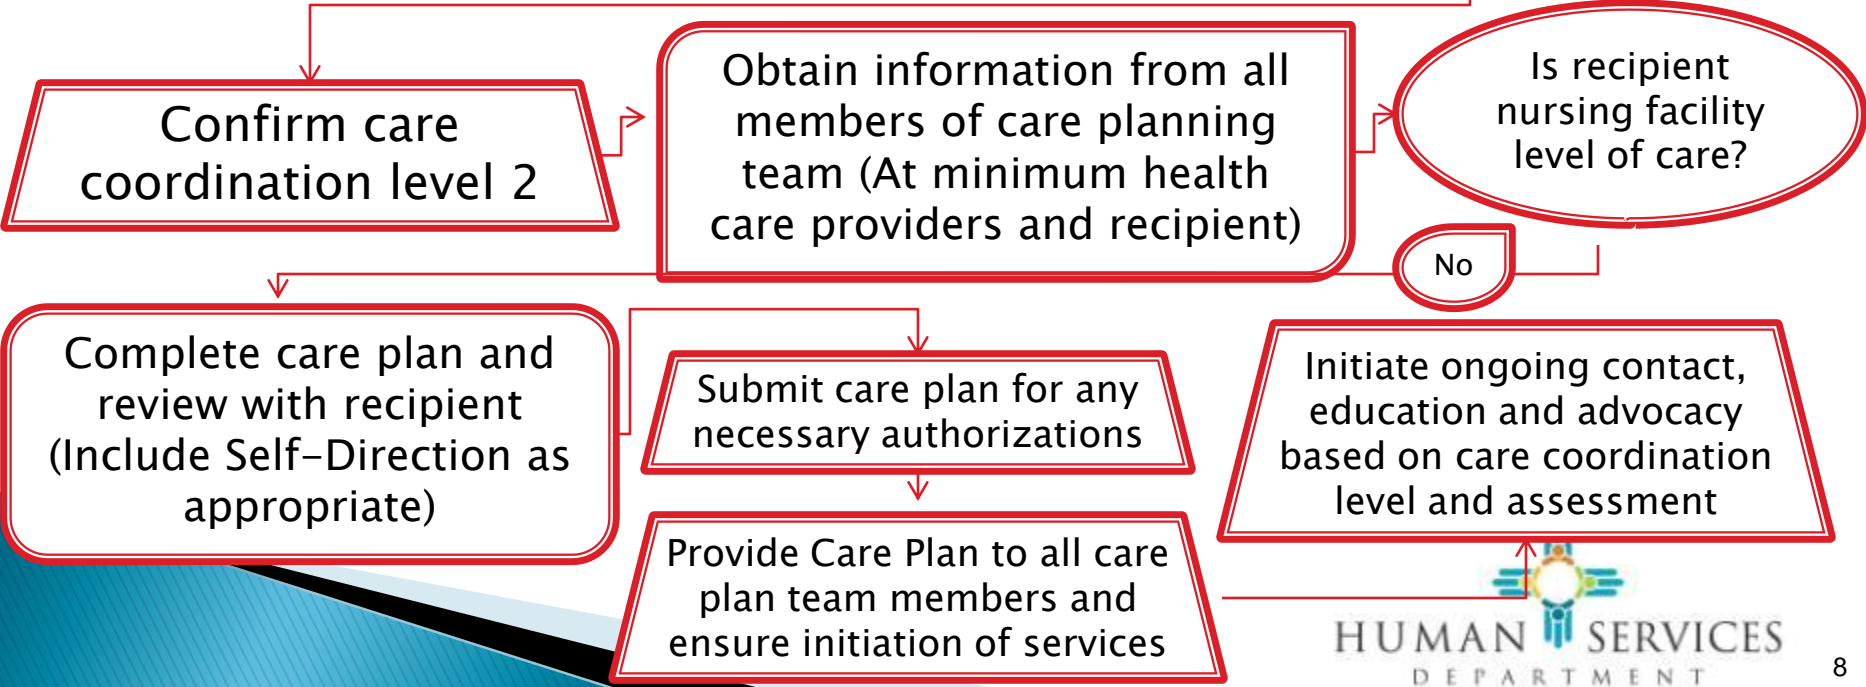 Confirm care
coordination level 2
Obtain information from all
members of care planning
team (At minimum health
care providers and recipient)
Is recipient
nursing facility
level of care?
No
Complete care plan and
review with recipient
(Include Self-Direction as
appropriate)
Submit care plan for any
necessary authorizations
Provide Care Plan to all care
plan team members and
ensure initiation of services
Initiate ongoing contact,
education and advocacy
based on care coordination
level and assessment
HUMAN SERVICES
DEPARTMENT
8